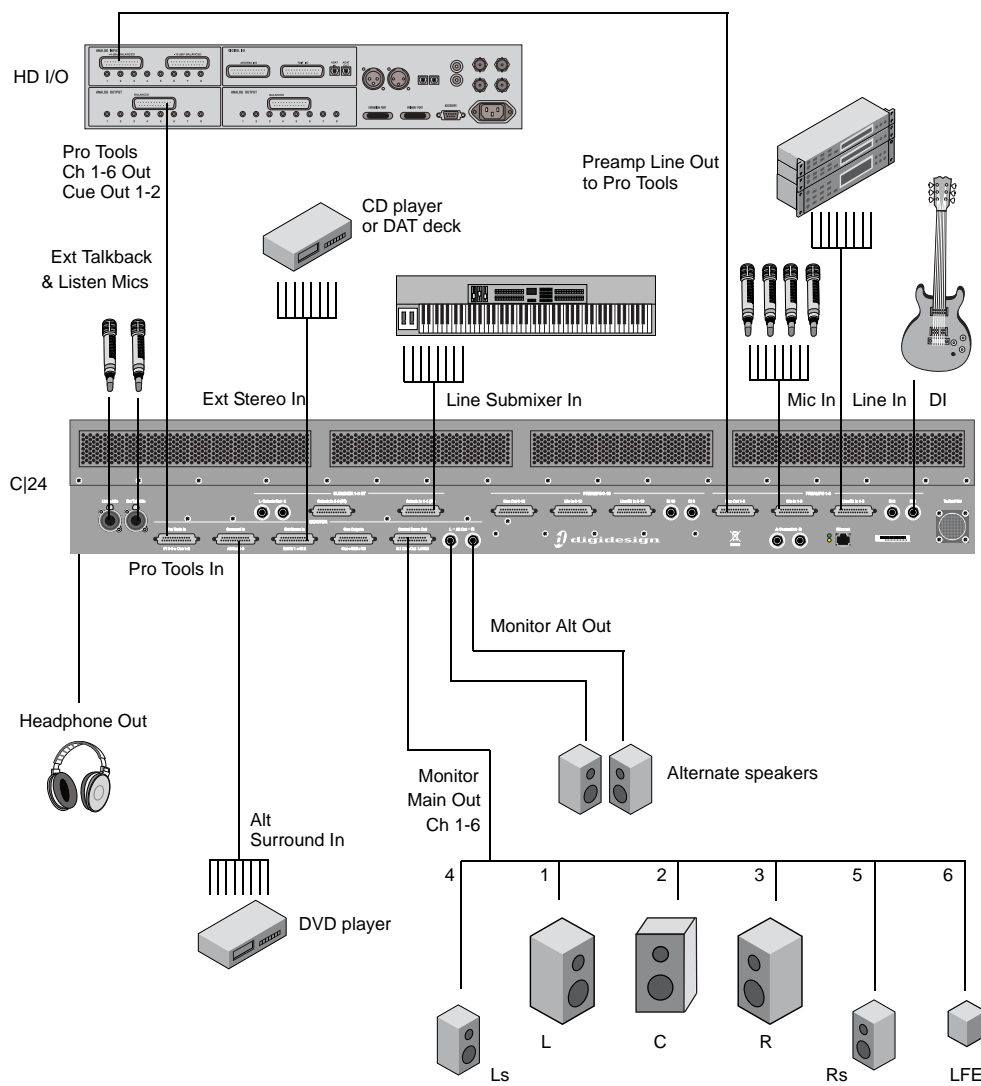 HD I/O
Pro Tools
Ch 1-6 Out
Cue Out 1-2
Preamp Line Out
to Pro Tools
CD player
or DAT deck
Ext Talkback
& Listen Mics
Ext Stereo In
Line Submixer In
Mic In
Line In
DI
C|24
digidesign
Pro Tools In
Monitor Alt Out
Headphone Out
Alternate speakers
Monitor
Main Out
Ch 1-6
Alt
Surround In
DVD player
4
1
2
3
5
6
L
C
R
Ls
Rs
LFE